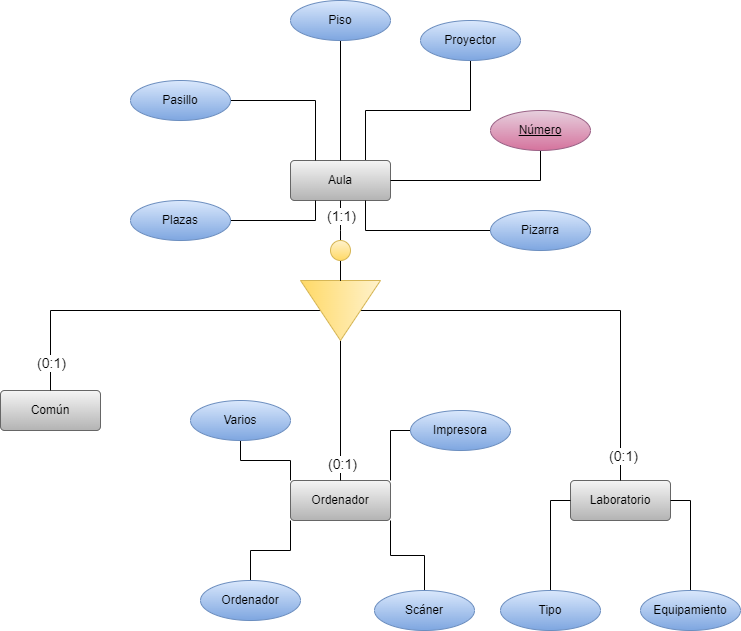 Piso
Proyector
Pasillo
Número
Aula
Plazas
(1:1)
Pizarra
(0:1)
Común
Varios
Impresora
(0:1)
(0:1)
Ordenador
Laboratorio
Ordenador
Scáner
Tipo
Equipamiento